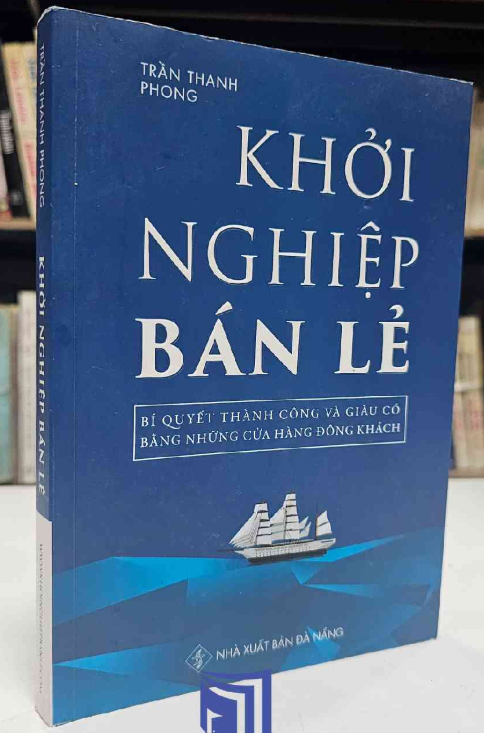 TRẦN THANH
PHONG
KHỞI
NGHIỆP
BÁN LẺ
BÍ QUYẾT THÀNH CÔNG VÀ GIÀU CÓ
BẰNG NHỮNG CỬA HÀNG ĐÔNG KHÁCH
NHÀ XUẤT BẢN ĐÀ NẴNG
TRẦN THANH PHONG
KHỞI NGHIỆP BÁN LẺ